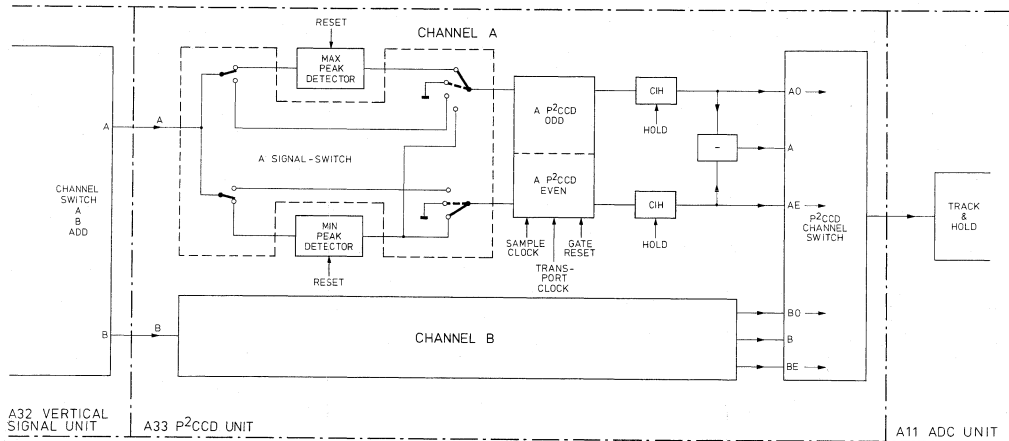 RESET
CHANNEL A
MAX
PEAK
DETECTOR
A
A
A SIGNAL-SWITCH
CHANNEL
SWITCH
A
B
ADD
MIN
PEAK
DETECTOR
RESET
A P²CCD
ODD
A P²CCD
EVEN
SAMPLE
CLOCK
TRANS-
PORT
CLOCK
GATE
RESET
CIH
HOLD
-
CIH
HOLD
AO
A
AE
P²CCD
CHANNEL
SWITCH
TRACK
&
HOLD
B
B
CHANNEL B
BO
B
BE
A32 VERTICAL
SIGNAL UNIT
A33 P²CCD UNIT
A11 ADC UNIT